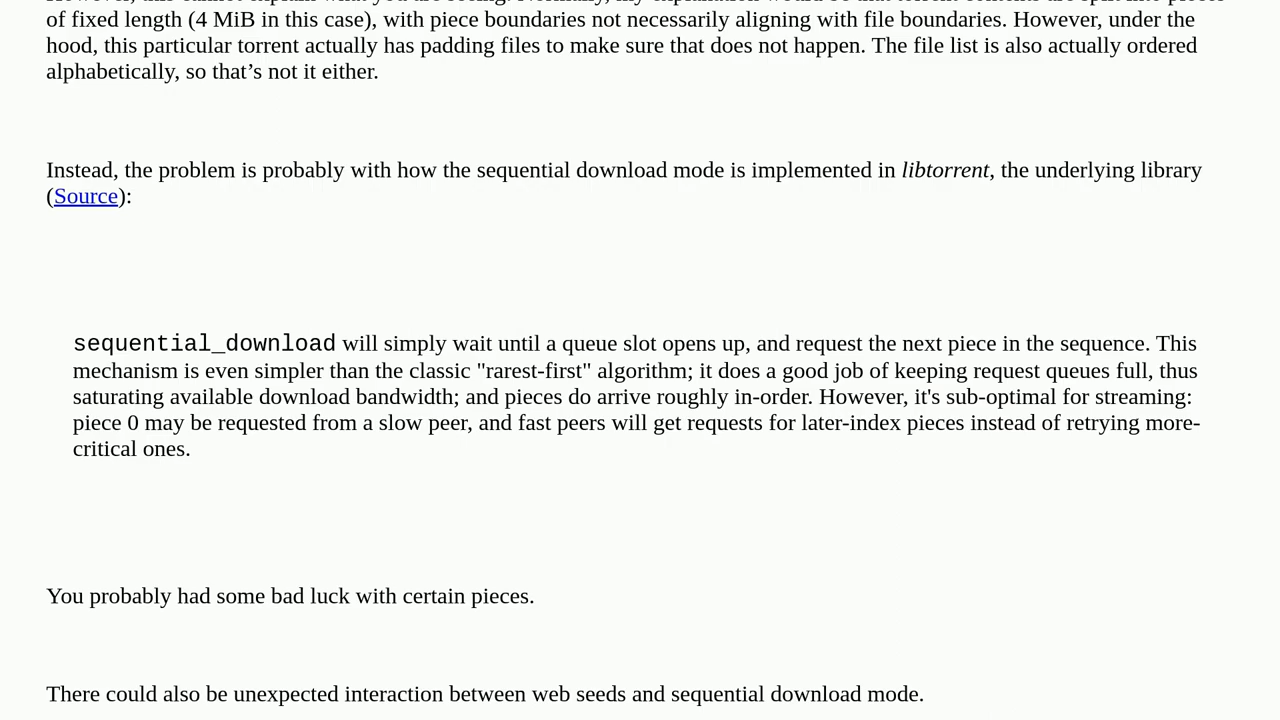 of fixed length (4 MiB in this case), with piece boundaries not necessarily aligning with file boundaries. However, under the
hood, this particular torrent actually has padding files to make sure that does not happen. The file list is also actually ordered
alphabetically, so that’s not it either.
Instead, the problem is probably with how the sequential download mode is implemented in libtorrent, the underlying library
(Source):
sequential_download will simply wait until a queue slot opens up, and request the next piece in the sequence. This
mechanism is even simpler than the classic "rarest-first" algorithm; it does a good job of keeping request queues full, thus
saturating available download bandwidth; and pieces do arrive roughly in-order. However, it's sub-optimal for streaming:
piece 0 may be requested from a slow peer, and fast peers will get requests for later-index pieces instead of retrying more-
critical ones.
You probably had some bad luck with certain pieces.
There could also be unexpected interaction between web seeds and sequential download mode.